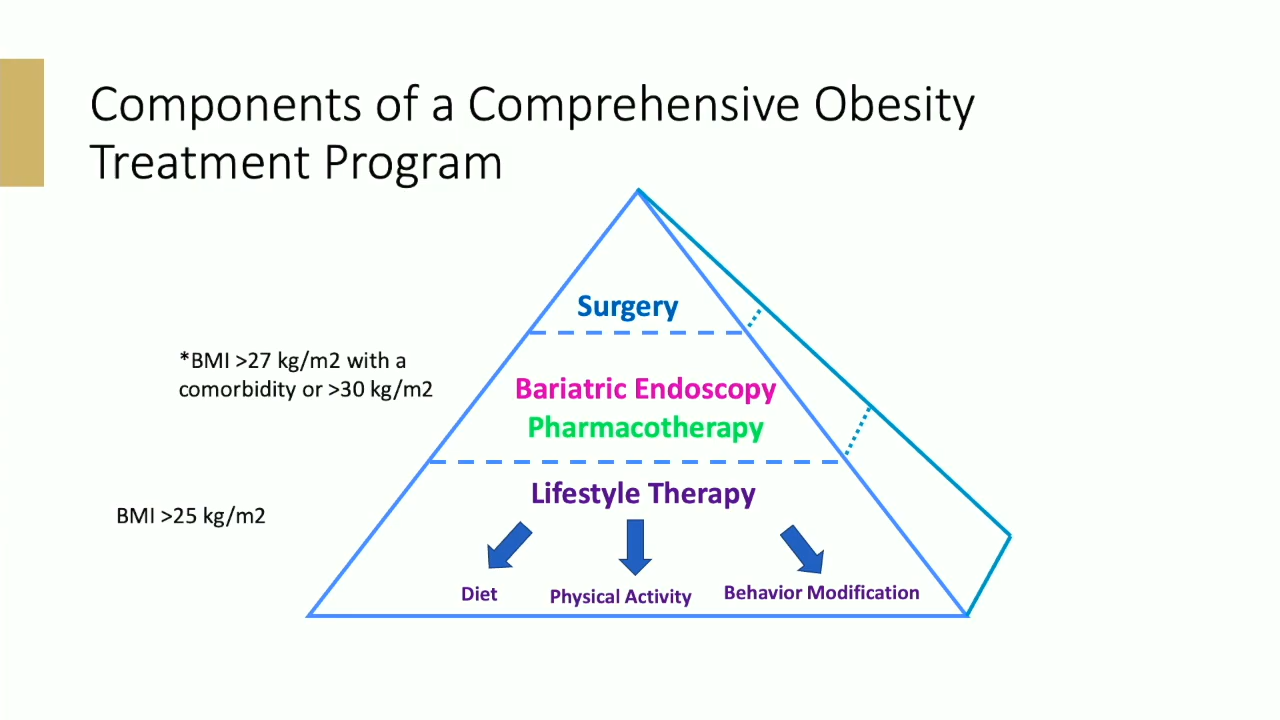 Components of a Comprehensive Obesity
Treatment Program
Surgery
*BMI >27 kg/m2 with a
comorbidity or >30 kg/m2
Bariatric Endoscopy
Pharmacotherapy
Lifestyle Therapy
BMI >25 kg/m2
Diet
Physical Activity
Behavior Modification